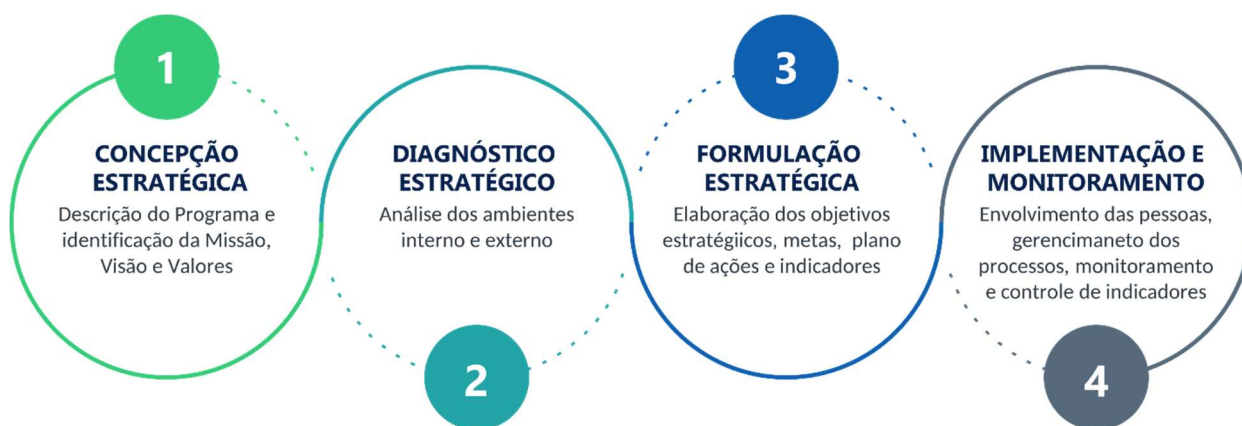 1
CONCEPÇÃO
ESTRATÉGICA
Descrição do Programa e
identificação da Missão,
Visão e Valores
2
DIAGNÓSTICO
ESTRATÉGICO
Análise dos ambientes
interno e externo
3
FORMULAÇÃO
ESTRATÉGICA
Elaboração dos objetivos
estratégiicos, metas, plano
de ações e indicadores
4
IMPLEMENTAÇÃO E
MONITORAMENTO
Envolvimento das pessoas,
gerencimaneto dos
processos, monitoramento
e controle de indicadores